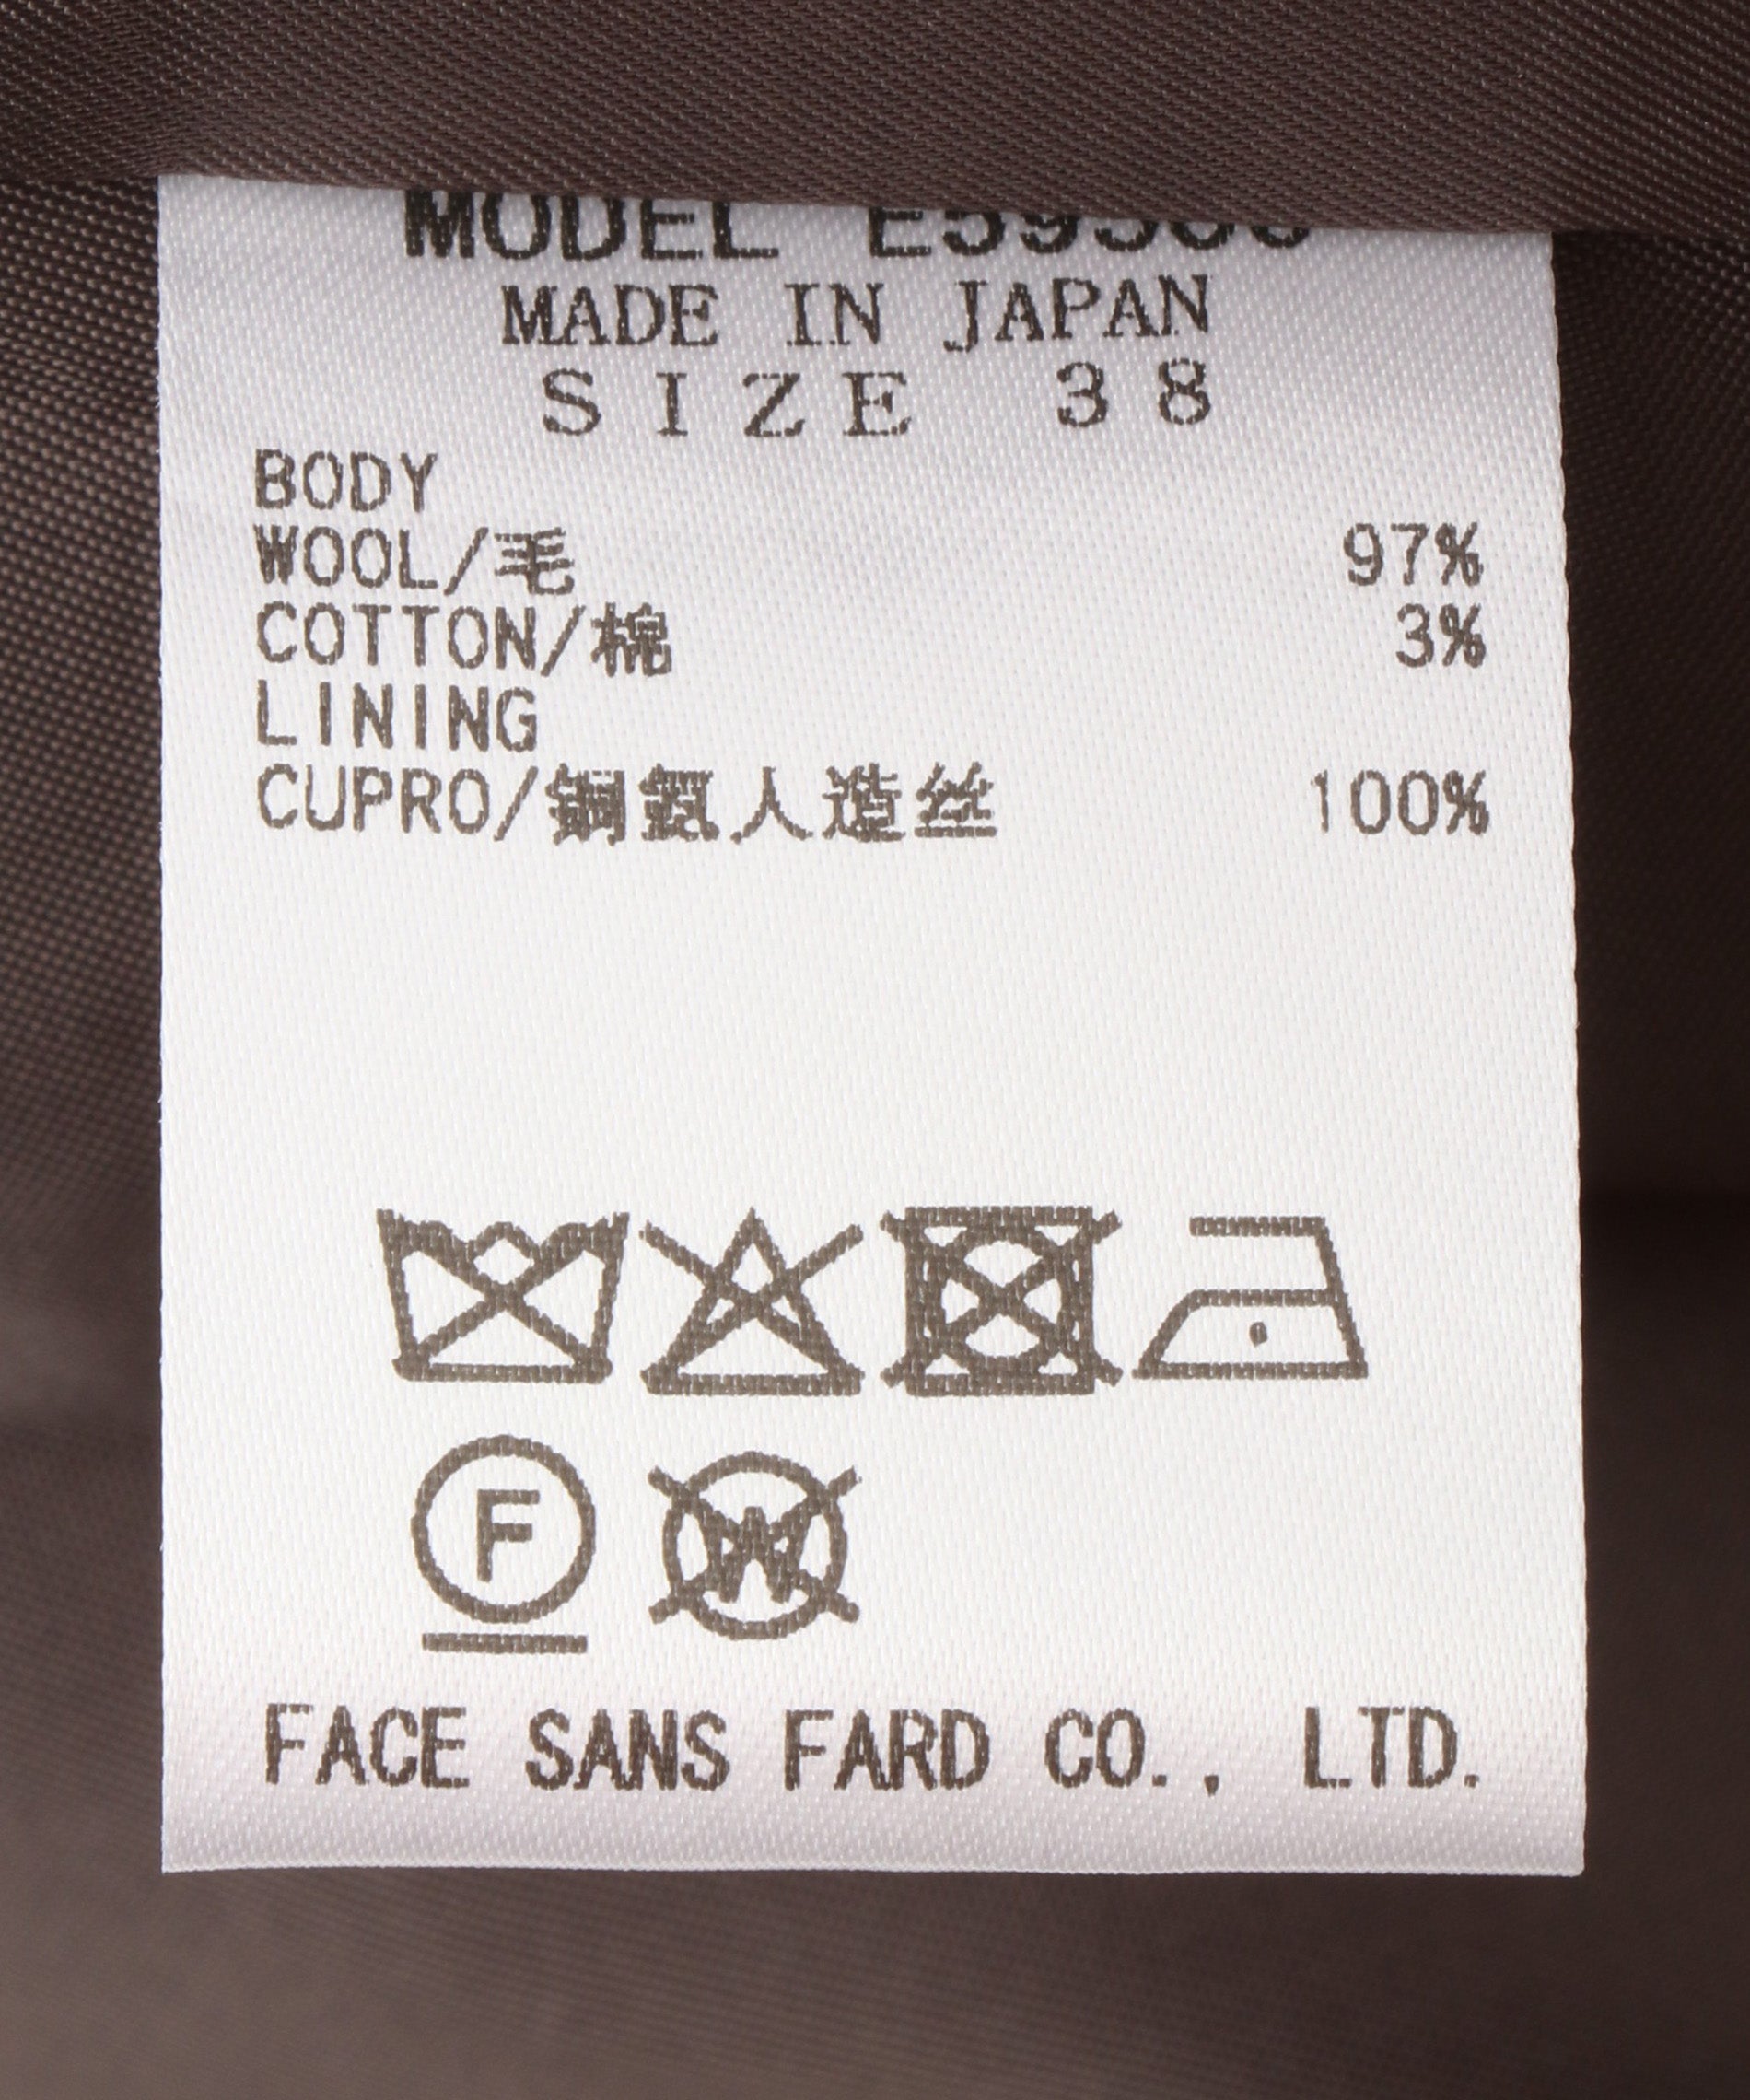 MODEL
MADE IN JAPAN
SIZE 38
BODY
WOOL/毛 97%
COTTON/棉 3%
LINING
CUPRO/銅氨人造丝 100%
F
W
FACE SANS FARD CO., LTD.